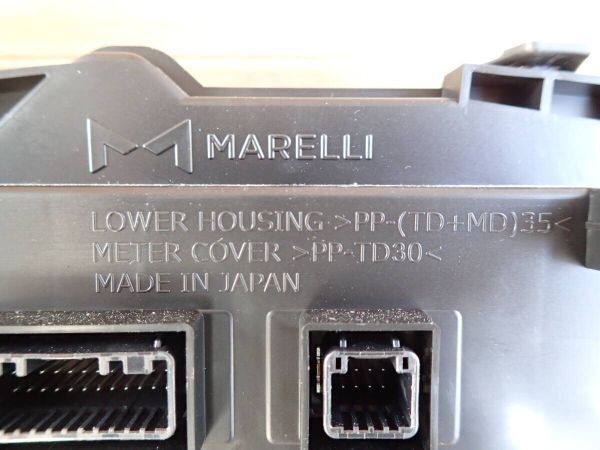 MARELLI
LOWER HOUSING >PP-(TD+MD)35<
METER COVER >PP-TD30<
MADE IN JAPAN